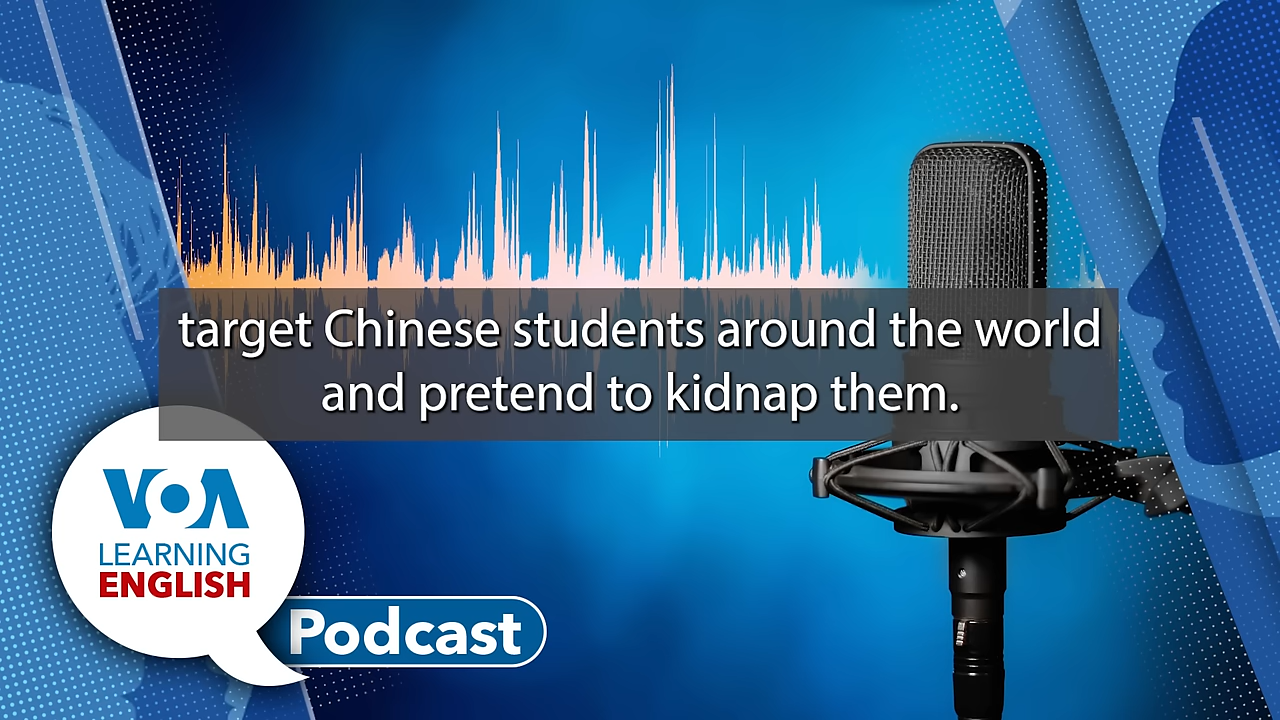 target Chinese students around the world
and pretend to kidnap them.
VOA
LEARNING
ENGLISH
Podcast